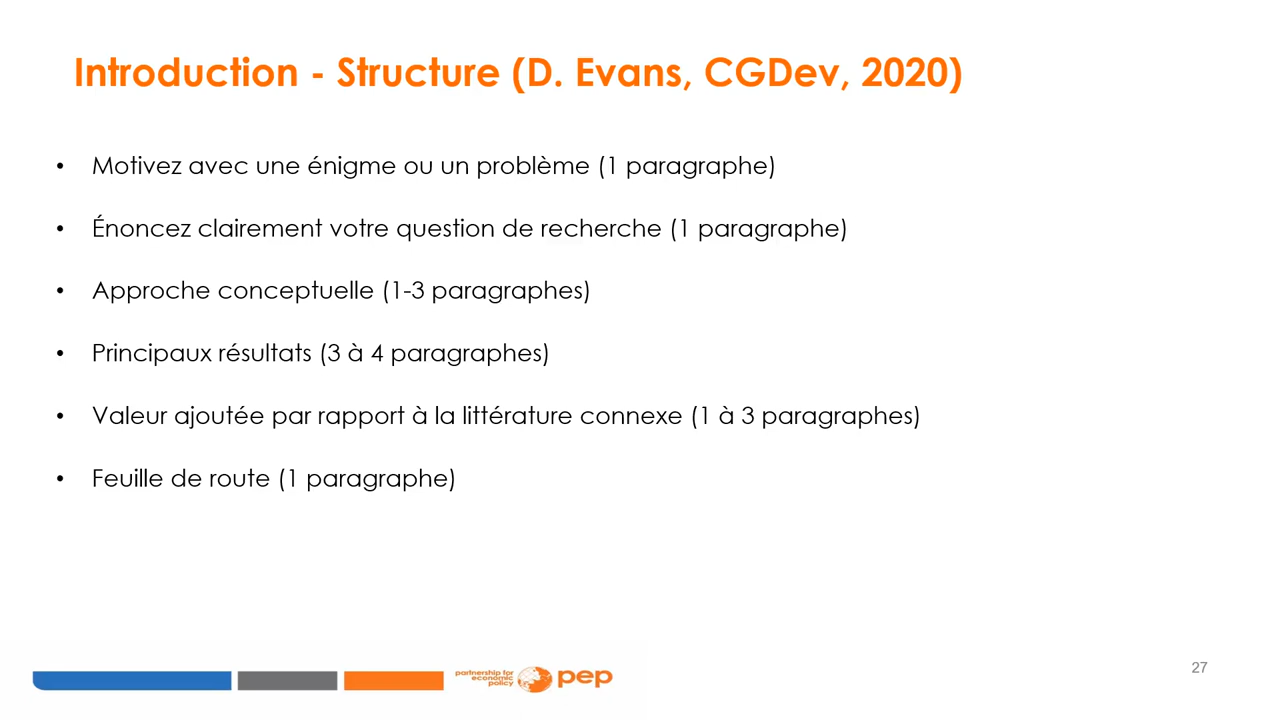 Introduction - Structure (D. Evans, CGDev, 2020)
• Motivez avec une énigme ou un problème (1 paragraphe)
• Énoncez clairement votre question de recherche (1 paragraphe)
• Approche conceptuelle (1-3 paragraphes)
• Principaux résultats (3 à 4 paragraphes)
• Valeur ajoutée par rapport à la littérature connexe (1 à 3 paragraphes)
• Feuille de route (1 paragraphe)
partnership for
economic
policy
pep
27